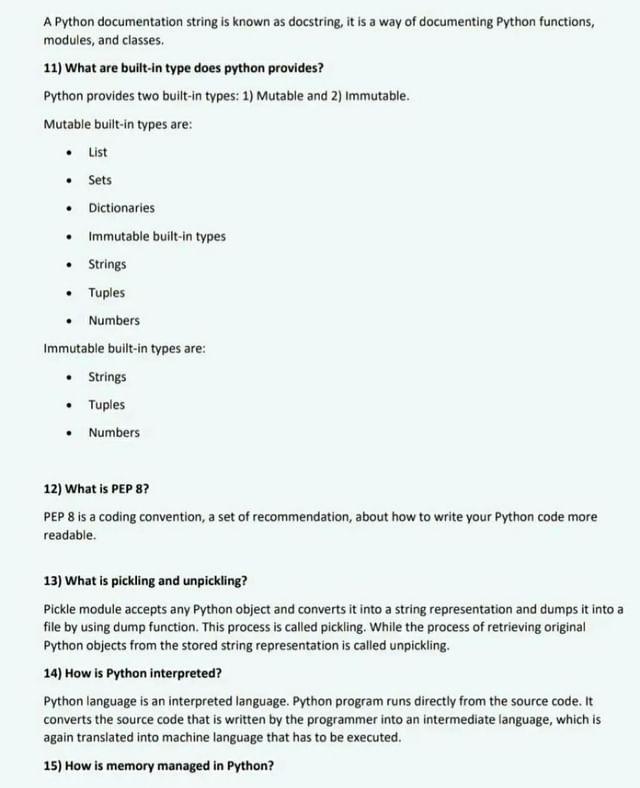 A Python documentation string is known as docstring, it is a way of documenting Python functions,
modules, and classes.
11) What are built-in type does python provides?
Python provides two built-in types: 1) Mutable and 2) Immutable.
Mutable built-in types are:
• List
• Sets
• Dictionaries
• Immutable built-in types
• Strings
• Tuples
• Numbers
Immutable built-in types are:
• Strings
• Tuples
• Numbers
12) What is PEP 8?
PEP 8 is a coding convention, a set of recommendation, about how to write your Python code more
readable.
13) What is pickling and unpickling?
Pickle module accepts any Python object and converts it into a string representation and dumps it into a
file by using dump function. This process is called pickling. While the process of retrieving original
Python objects from the stored string representation is called unpickling.
14) How is Python interpreted?
Python language is an interpreted language. Python program runs directly from the source code. It
converts the source code that is written by the programmer into an intermediate language, which is
again translated into machine language that has to be executed.
15) How is memory managed in Python?